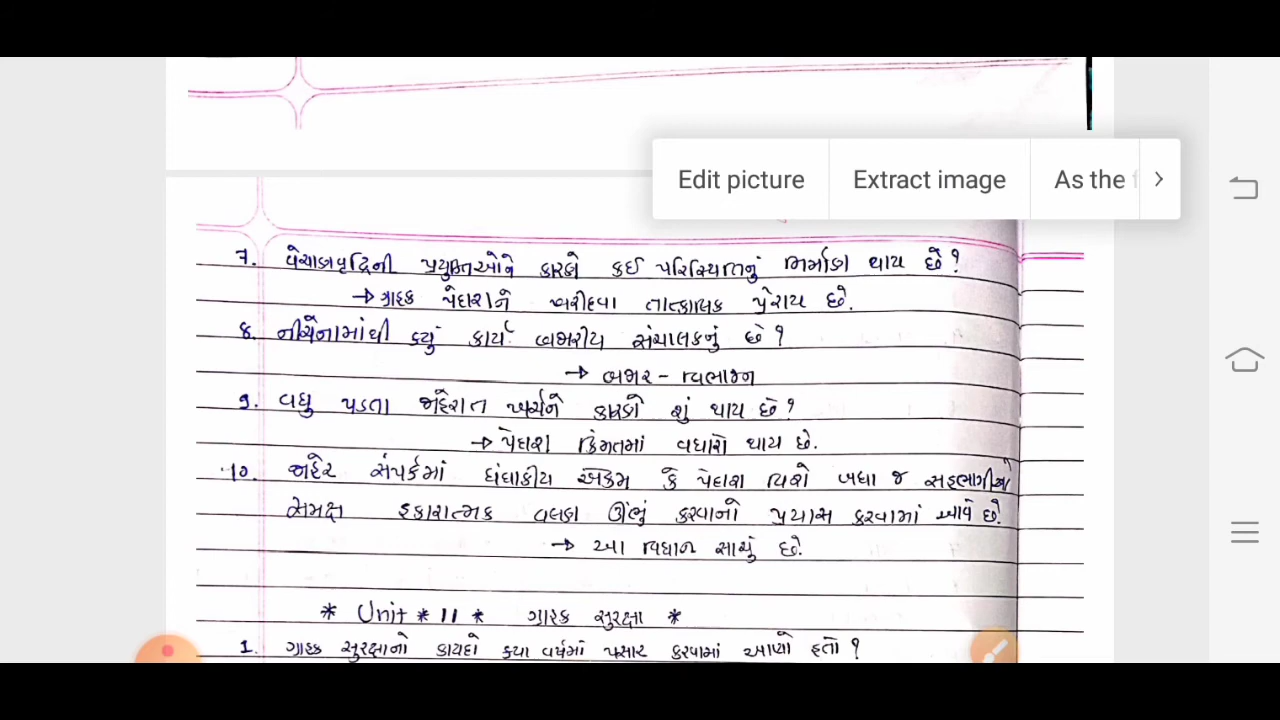 Edit picture
Extract image
As the
7. વેચાણવૃદ્ધિની પ્રયુક્તિઓને કારણે કઈ પરિસ્થિતિનું નિર્માણ થાય છે?
→ ગ્રાહક પેદાશને ખરીદવા તાત્કાલિક પ્રેરાય છે.
8. નીચેનામાંથી કયું કાર્ય બજારીય સંચાલકનું છે?
→ બજાર - વિભાજન
9. વધુ પડતા જાહેરાત ખર્ચને કારણે શું થાય છે?
→ પેદાશ કિંમતમાં વધારો થાય છે.
10. જાહેર સંપર્કમાં ધંધાકીય એકમ કે પેદાશ વિશે બધા જ સહભાગીઓ
સમક્ષ હકારાત્મક વલણ ઊભું કરવાનો પ્રયાસ કરવામાં આવે છે.
→ આ વિધાન સાચું છે.
* Unit * 11 * ગ્રાહક સુરક્ષા *
1. ગ્રાહક સુરક્ષાનો કાયદો કયા વર્ષમાં પસાર કરવામાં આવ્યો હતો?